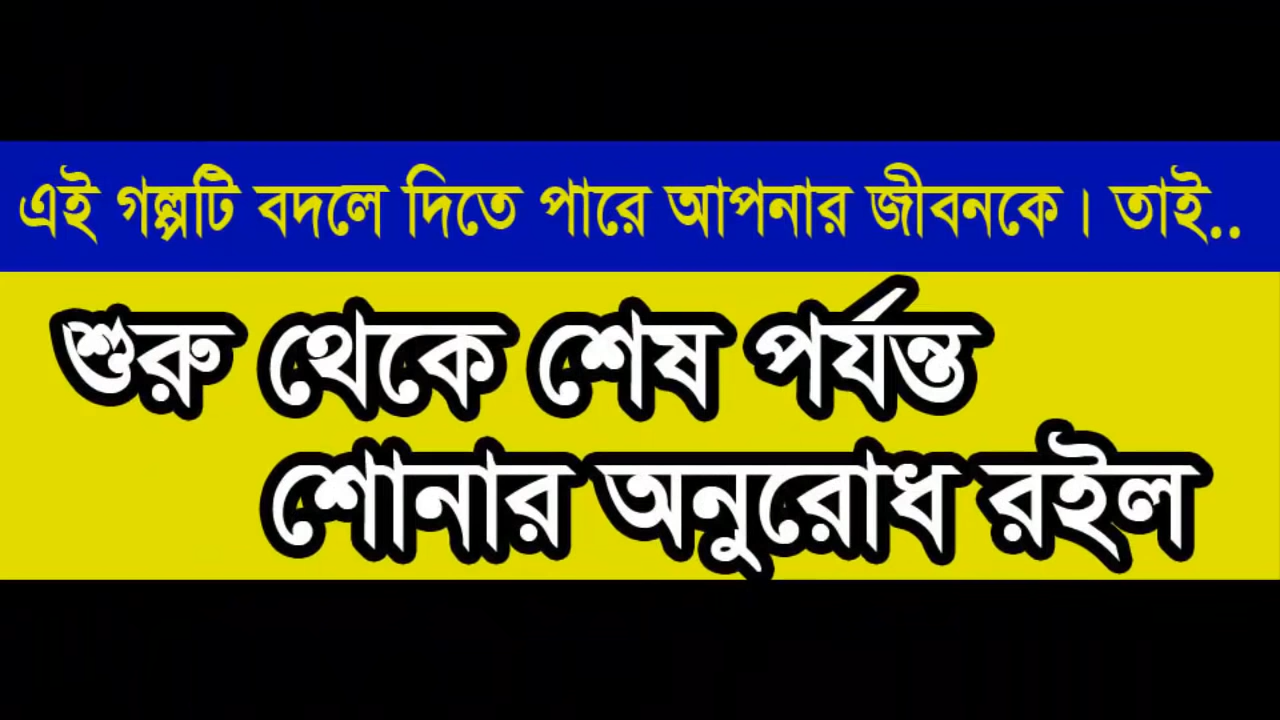 এই গল্পটি বদলে দিতে পারে আপনার জীবনকে। তাই..
শুরু থেকে শেষ পর্যন্ত
শোনার অনুরোধ রইল